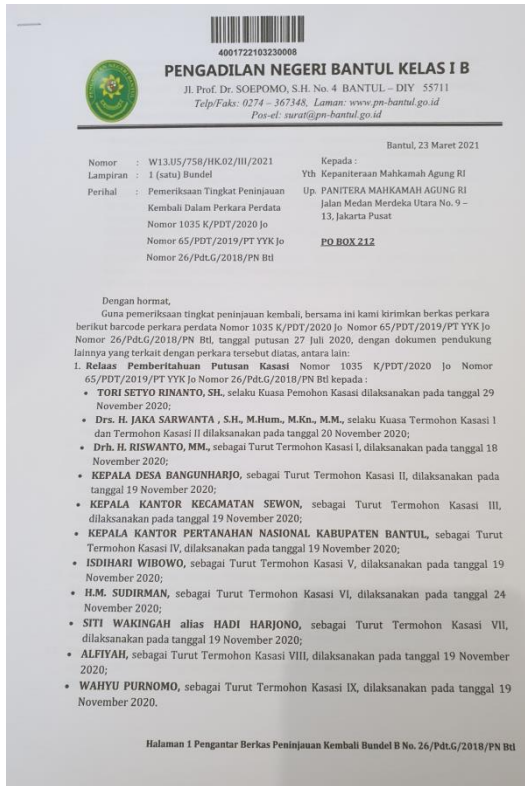 4001722103230008
PENGADILAN NEGERI BANTUL KELAS I B
Jl. Prof. Dr. SOEPOMO, S.H. No. 4 BANTUL – DIY 55711
Telp/Faks: 0274 – 367348, Laman: www.pn-bantul.go.id
Pos-el: surat@pn-bantul.go.id
Bantul, 23 Maret 2021
Nomor : W13.U5/758/HK.02/III/2021
Lampiran : 1 (satu) Bundel
Perihal : Pemeriksaan Tingkat Peninjauan
Kembali Dalam Perkara Perdata
Nomor 1035 K/PDT/2020 Jo
Nomor 65/PDT/2019/PT YYK Jo
Nomor 26/Pdt.G/2018/PN Btl
Kepada :
Yth Kepaniteraan Mahkamah Agung RI
Up. PANITERA MAHKAMAH AGUNG RI
Jalan Medan Merdeka Utara No. 9 –
13, Jakarta Pusat
PO BOX 212
Dengan hormat,
Guna pemeriksaan tingkat peninjauan kembali, bersama ini kami kirimkan berkas perkara
berikut barcode perkara perdata Nomor 1035 K/PDT/2020 Jo Nomor 65/PDT/2019/PT YYK Jo
Nomor 26/Pdt.G/2018/PN Btl, tanggal putusan 27 Juli 2020, dengan dokumen pendukung
lainnya yang terkait dengan perkara tersebut diatas, antara lain:
1. Relaas Pemberitahuan Putusan Kasasi Nomor 1035 K/PDT/2020 Jo Nomor
65/PDT/2019/PT YYK Jo Nomor 26/Pdt.G/2018/PN Btl kepada :
• TORI SETYO RINANTO, SH., selaku Kuasa Pemohon Kasasi dilaksanakan pada tanggal 29
November 2020;
• Drs. H. JAKA SARWANTA , S.H., M.Hum., M.Kn., M.M., selaku Kuasa Termohon Kasasi I
dan Termohon Kasasi II dilaksanakan pada tanggal 20 November 2020;
• Drh. H. RISWANTO, MM., sebagai Turut Termohon Kasasi I, dilaksanakan pada tanggal 18
November 2020;
• KEPALA DESA BANGUNHARJO, sebagai Turut Termohon Kasasi II, dilaksanakan pada
tanggal 19 November 2020;
• KEPALA KANTOR KECAMATAN SEWON, sebagai Turut Termohon Kasasi III,
dilaksanakan pada tanggal 19 November 2020;
• KEPALA KANTOR PERTANAHAN NASIONAL KABUPATEN BANTUL, sebagai Turut
Termohon Kasasi IV, dilaksanakan pada tanggal 19 November 2020;
• ISDIHARI WIBOWO, sebagai Turut Termohon Kasasi V, dilaksanakan pada tanggal 19
November 2020;
• H.M. SUDIRMAN, sebagai Turut Termohon Kasasi VI, dilaksanakan pada tanggal 24
November 2020;
• SITI WAKINGAH alias HADI HARJONO, sebagai Turut Termohon Kasasi VII,
dilaksanakan pada tanggal 19 November 2020;
• ALFIYAH, sebagai Turut Termohon Kasasi VIII, dilaksanakan pada tanggal 19 November
2020;
• WAHYU PURNOMO, sebagai Turut Termohon Kasasi IX, dilaksanakan pada tanggal 19
November 2020.
Halaman 1 Pengantar Berkas Peninjauan Kembali Bundel B No. 26/Pdt.G/2018/PN Btl